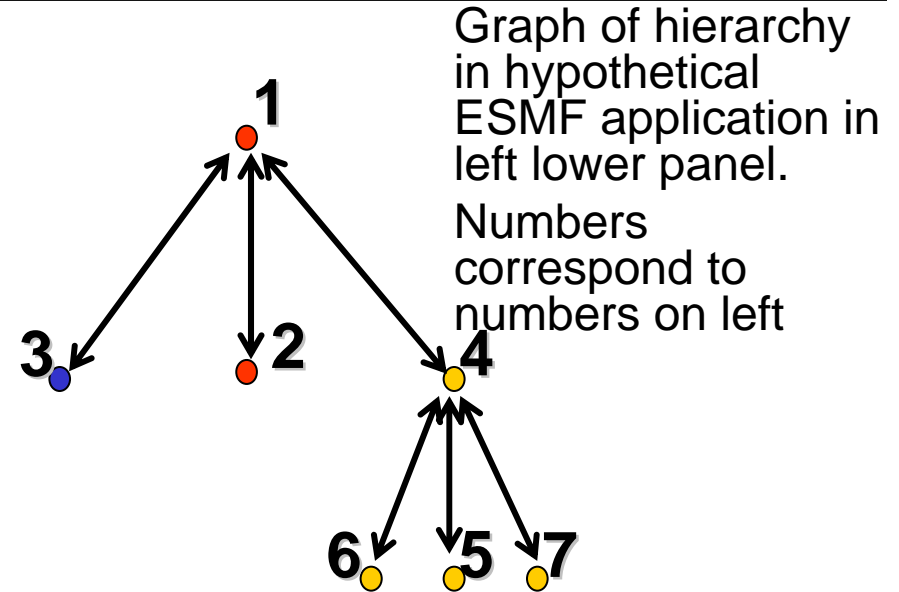 Graph of hierarchy
in hypothetical
ESMF application in
left lower panel.
Numbers
correspond to
numbers on left
1
3
2
4
6
5
7